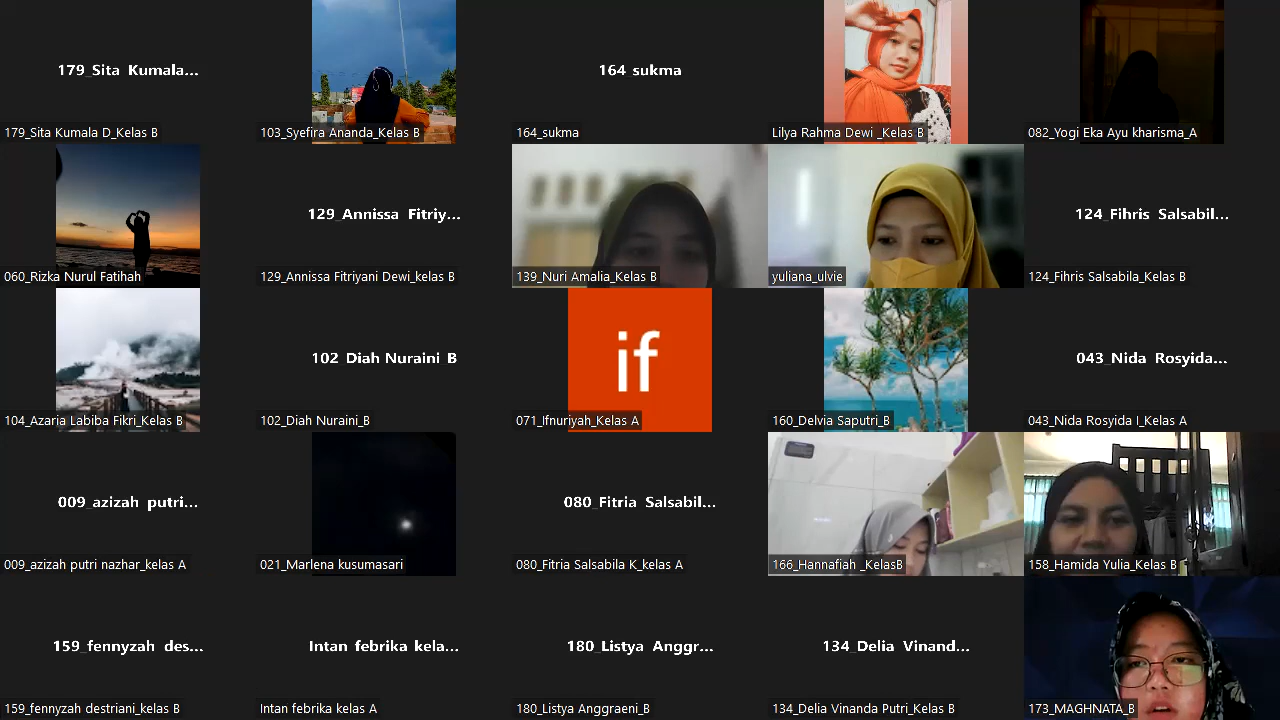 179_Sita Kumala...
164_sukma
179_Sita Kumala D_Kelas B
103_Syefira Ananda_Kelas B
164_sukma
Lilya Rahma Dewi _Kelas B
082_Yogi Eka Ayu kharisma_A
129_Annissa Fitriy...
124_Fihris Salsabil...
060_Rizka Nurul Fatihah
129_Annissa Fitriyani Dewi_kelas B
139_Nuri Amalia_Kelas B
yuliana_ulvie
124_Fihris Salsabila_Kelas B
102_Diah Nuraini_B
if
043_Nida Rosyida...
104_Azaria Labiba Fikri_Kelas B
102_Diah Nuraini_B
071_Ifnuriyah_Kelas A
160_Delvia Saputri_B
043_Nida Rosyida I_Kelas A
009_azizah putri...
080_Fitria Salsabil...
009_azizah putri nazhar_kelas A
021_Marlena kusumasari
080_Fitria Salsabila K_kelas A
166_Hannafiah _KelasB
158_Hamida Yulia_Kelas B
159_fennyzah des...
Intan febrika kela...
180_Listya Anggr...
134_Delia Vinand...
159_fennyzah destriani_kelas B
Intan febrika kelas A
180_Listya Anggraeni_B
134_Delia Vinanda Putri_Kelas B
173_MAGHNATA_B